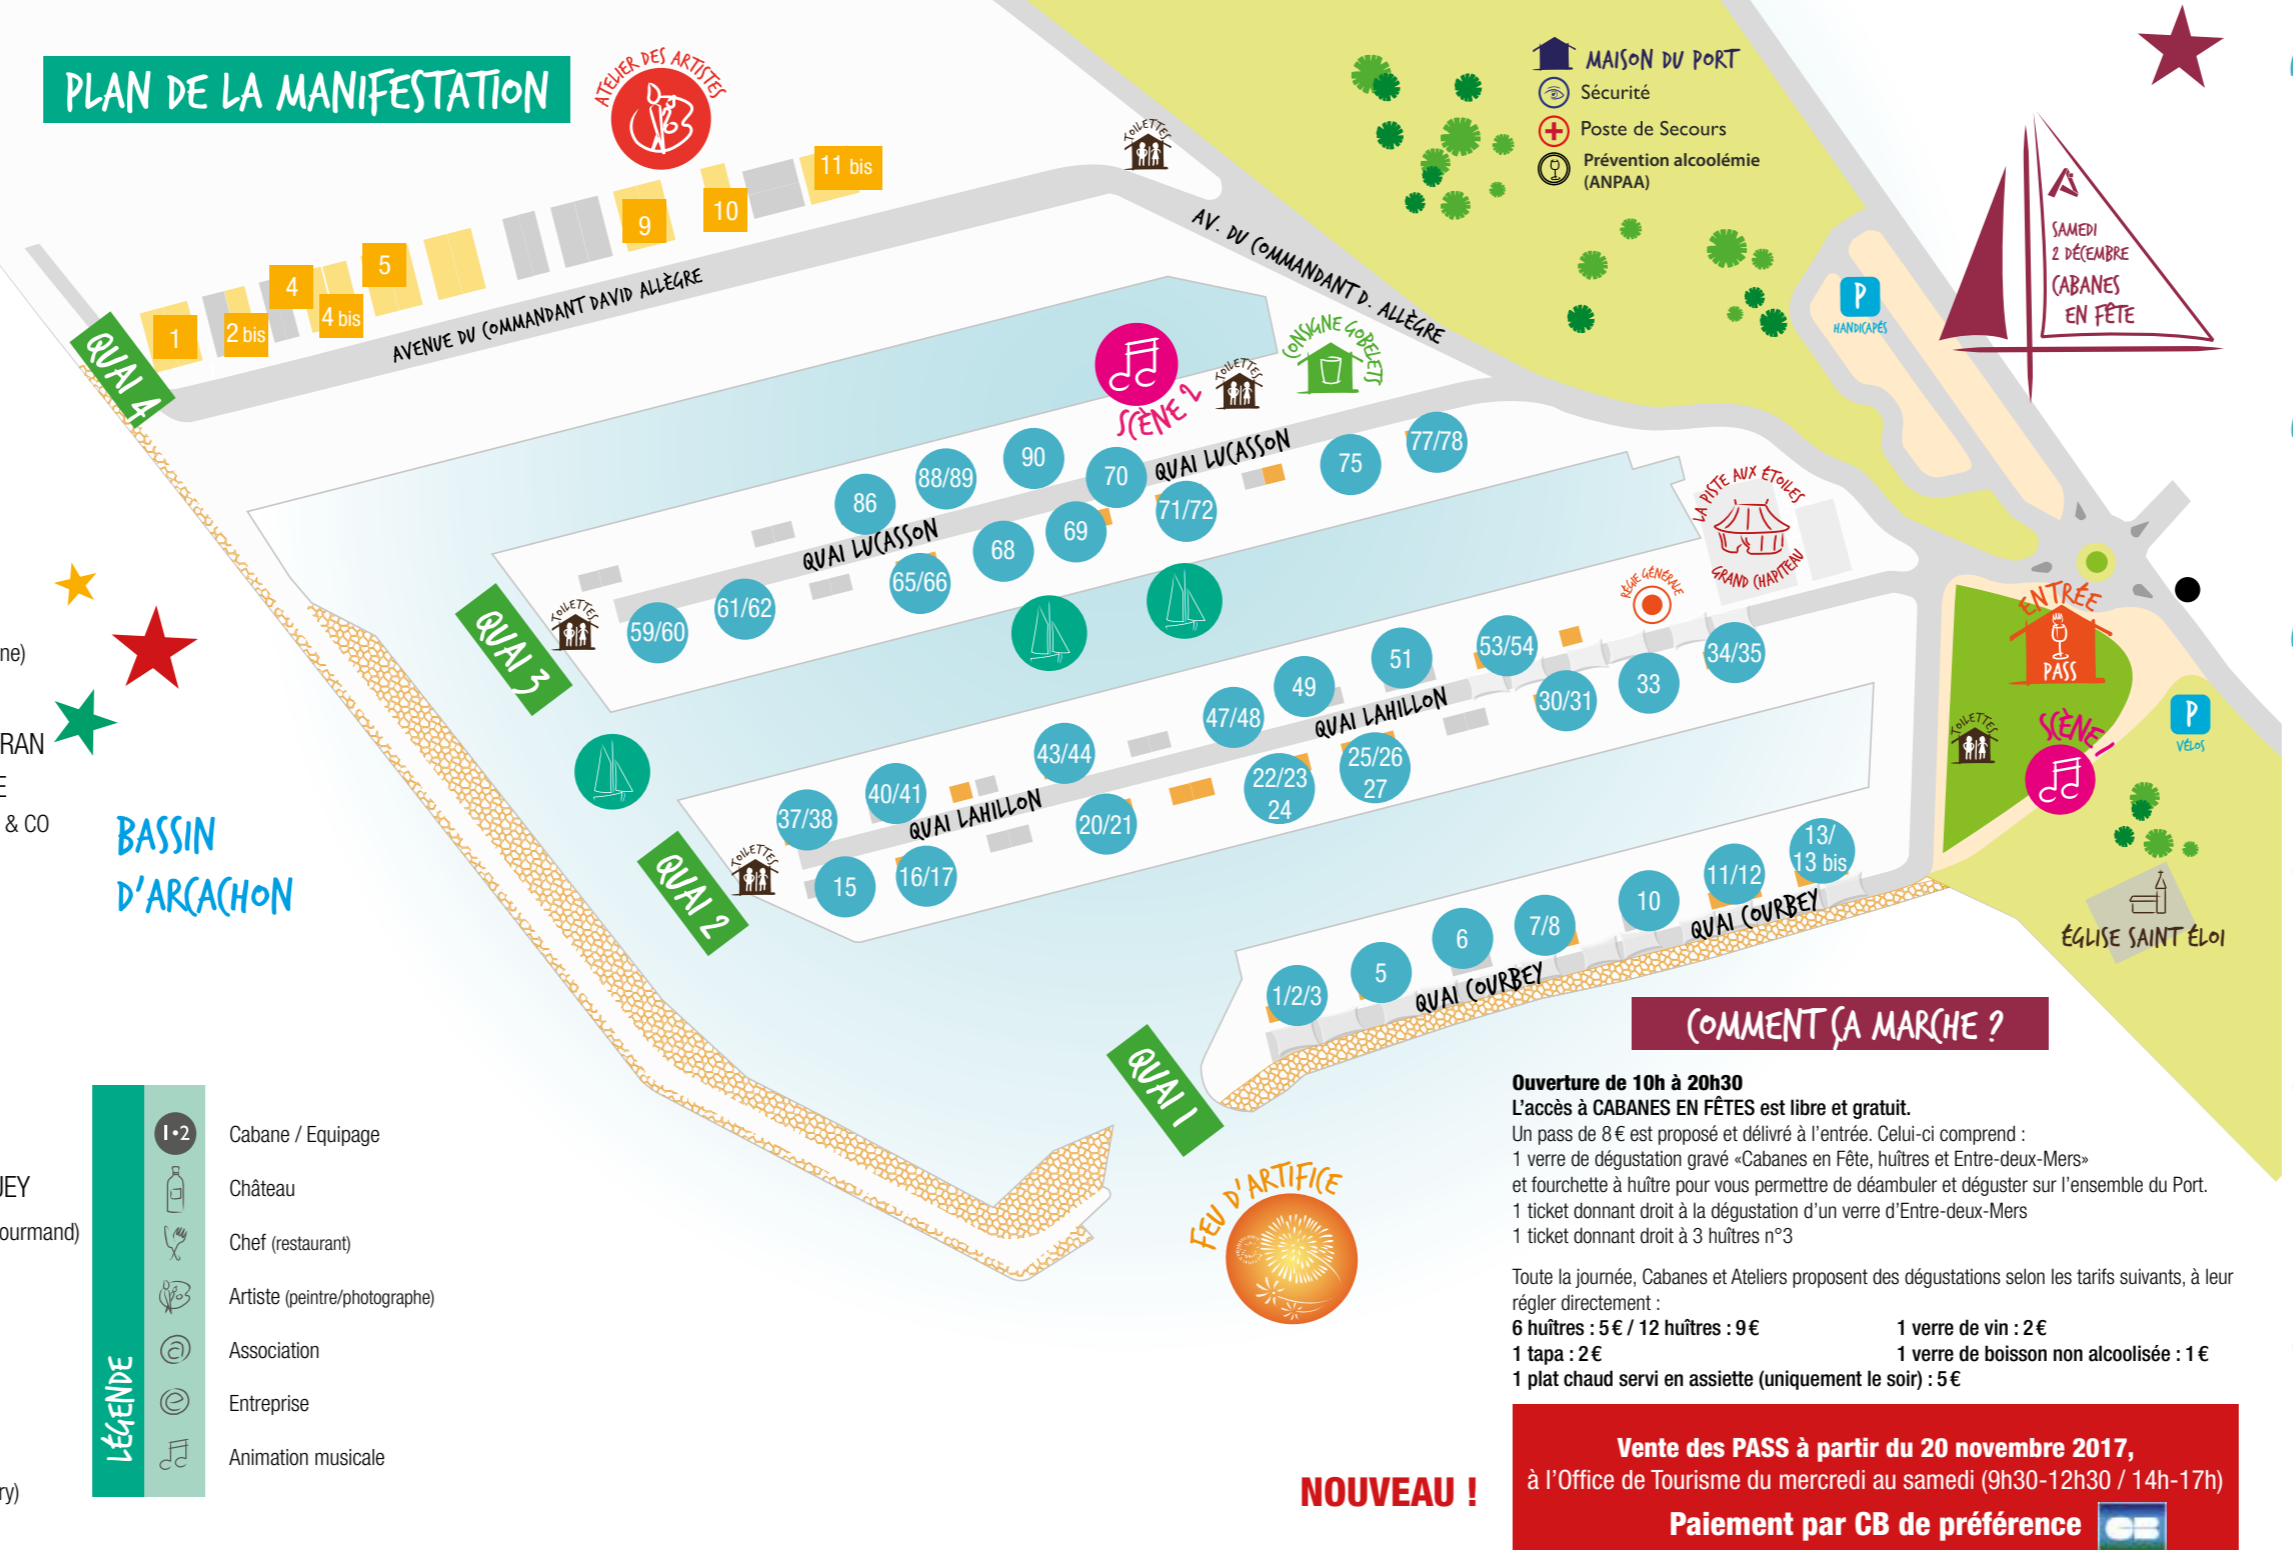 PLAN DE LA MANIFESTATION
ATELIER DES ARTISTES
TOILETTES
MAISON DU PORT
Sécurité
Poste de Secours
Prévention alcoolémie
(ANPAA)
SAMEDI
2 DÉCEMBRE
CABANES
EN FÊTE
P
HANDICAPÉS
1
2 bis
4
4 bis
5
9
10
11 bis
AVENUE DU COMMANDANT DAVID ALLÈGRE
AV. DU COMMANDANT D. ALLÈGRE
QUAI 4
SCÈNE 2
TOILETTES
CONSIGNE GOBELETS
86
88/89
90
70
QUAI LUCASSON
75
77/78
71/72
69
68
QUAI LUCASSON
65/66
61/62
59/60
TOILETTES
QUAI 3
LA PISTE AUX ÉTOILES
GRAND CHAPITEAU
RÉGIE GÉNÉRALE
ENTRÉE
PASS
SCÈNE 1
TOILETTES
P
VÉLOS
ÉGLISE SAINT ÉLOI
37/38
40/41
43/44
47/48
49
51
53/54
QUAI LAHILLON
QUAI LAHILLON
15
16/17
20/21
22/23
24
25/26
27
30/31
33
34/35
TOILETTES
QUAI 2
1/2/3
5
6
7/8
10
11/12
13/
13 bis
QUAI COURBEY
QUAI COURBEY
QUAI 1
FEU D'ARTIFICE
BASSIN
D'ARCACHON
ne)
RAN
E
& CO
UEY
ourmand)
ry)
LÉGENDE
1•2
Cabane / Equipage
Château
Chef (restaurant)
Artiste (peintre/photographe)
Association
Entreprise
Animation musicale
COMMENT ÇA MARCHE ?
Ouverture de 10h à 20h30
L'accès à CABANES EN FÊTES est libre et gratuit.
Un pass de 8 € est proposé et délivré à l'entrée. Celui-ci comprend :
1 verre de dégustation gravé «Cabanes en Fête, huîtres et Entre-deux-Mers»
et fourchette à huître pour vous permettre de déambuler et déguster sur l'ensemble du Port.
1 ticket donnant droit à la dégustation d'un verre d'Entre-deux-Mers
1 ticket donnant droit à 3 huîtres n°3
Toute la journée, Cabanes et Ateliers proposent des dégustations selon les tarifs suivants, à leur
régler directement :
6 huîtres : 5 € / 12 huîtres : 9 €
1 verre de vin : 2 €
1 tapa : 2 €
1 verre de boisson non alcoolisée : 1 €
1 plat chaud servi en assiette (uniquement le soir) : 5 €
NOUVEAU !
Vente des PASS à partir du 20 novembre 2017,
à l'Office de Tourisme du mercredi au samedi (9h30-12h30 / 14h-17h)
Paiement par CB de préférence
CB